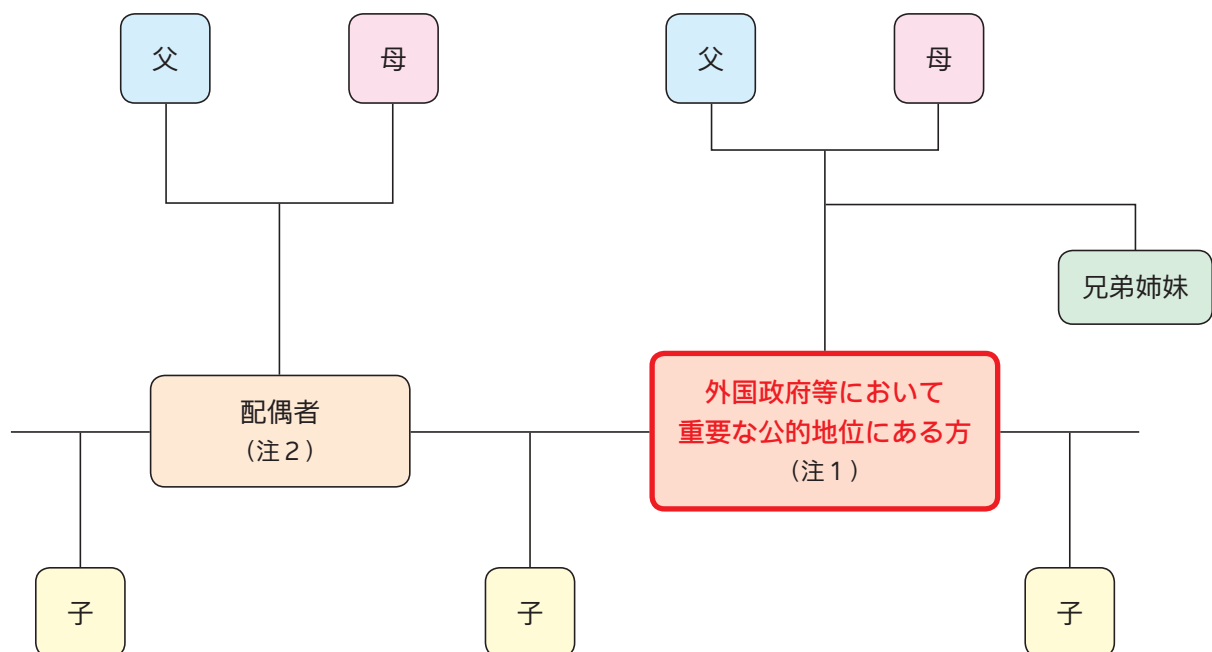 父
母
父
母
兄弟姉妹
配偶者
（注２）
外国政府等において
重要な公的地位にある方
（注１）
子
子
子